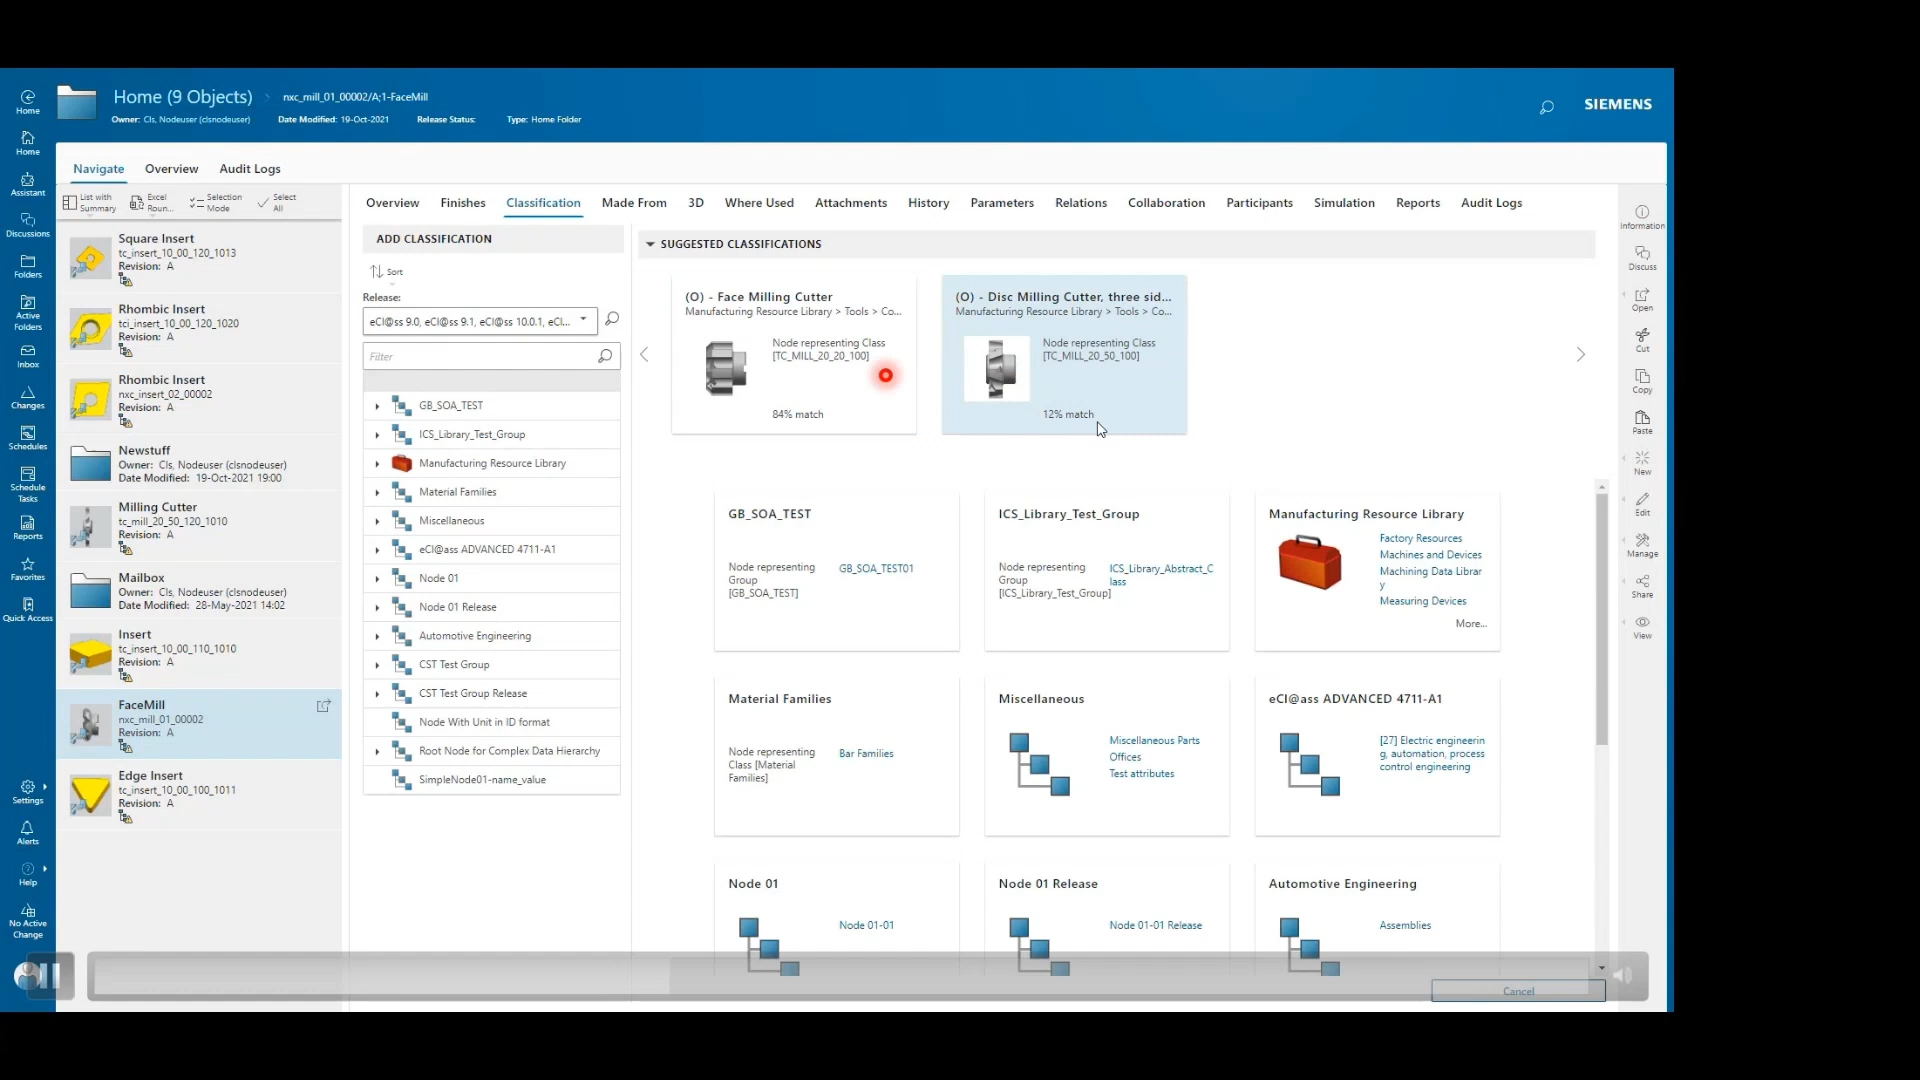 Home
Home
Assistant
Discussions
Folders
Active
Folders
Inbox
Changes
Schedules
Schedule
Tasks
Reports
Favorites
Quick Access
Settings
Alerts
Help
No Active
Change
Home (9 Objects)
nxc_mill_01_00002/A;1-FaceMill
Owner: Cls, Nodeuser (clsnodeuser)
Date Modified: 19-Oct-2021
Release Status:
Type: Home Folder
SIEMENS
Navigate
Overview
Audit Logs
List with
Summary
Excel
Roun...
Selection
Mode
Select
All
Square Insert
tc_insert_10_00_120_1013
Revision: A
Rhombic Insert
tci_insert_10_00_120_1020
Revision: A
Rhombic Insert
nxc_insert_02_00002
Revision: A
Newstuff
Owner: Cls, Nodeuser (clsnodeuser)
Date Modified: 19-Oct-2021 19:00
Milling Cutter
tc_mill_20_50_120_1010
Revision: A
Mailbox
Owner: Cls, Nodeuser (clsnodeuser)
Date Modified: 28-May-2021 14:02
Insert
tc_insert_10_00_110_1010
Revision: A
FaceMill
nxc_mill_01_00002
Revision: A
Edge Insert
tc_insert_10_00_100_1011
Revision: A
Overview
Finishes
Classification
Made From
3D
Where Used
Attachments
History
Parameters
Relations
Collaboration
Participants
Simulation
Reports
Audit Logs
ADD CLASSIFICATION
Sort
Release:
eCl@ss 9.0, eCl@ss 9.1, eCl@ss 10.0.1, eCl...
Filter
GB_SOA_TEST
ICS_Library_Test_Group
Manufacturing Resource Library
Material Families
Miscellaneous
eCl@ass ADVANCED 4711-A1
Node 01
Node 01 Release
Automotive Engineering
CST Test Group
CST Test Group Release
Node With Unit in ID format
Root Node for Complex Data Hierarchy
SimpleNode01-name_value
SUGGESTED CLASSIFICATIONS
(O) - Face Milling Cutter
Manufacturing Resource Library > Tools > Co...
Node representing Class
[TC_MILL_20_20_100]
84% match
(O) - Disc Milling Cutter, three sid...
Manufacturing Resource Library > Tools > Co...
Node representing Class
[TC_MILL_20_50_100]
12% match
GB_SOA_TEST
Node representing
Group
[GB_SOA_TEST]
GB_SOA_TEST01
ICS_Library_Test_Group
Node representing
Group
[ICS_Library_Test_Group]
ICS_Library_Abstract_C
lass
Manufacturing Resource Library
Factory Resources
Machines and Devices
Machining Data Librar
y
Measuring Devices
More...
Material Families
Node representing
Class [Material
Families]
Bar Families
Miscellaneous
Miscellaneous Parts
Offices
Test attributes
eCl@ass ADVANCED 4711-A1
[27] Electric engineerin
g, automation, process
control engineering
Node 01
Node 01-01
Node 01 Release
Node 01-01 Release
Automotive Engineering
Assemblies
Cancel
Information
Discuss
Open
Cut
Copy
Paste
New
Edit
Manage
Share
View